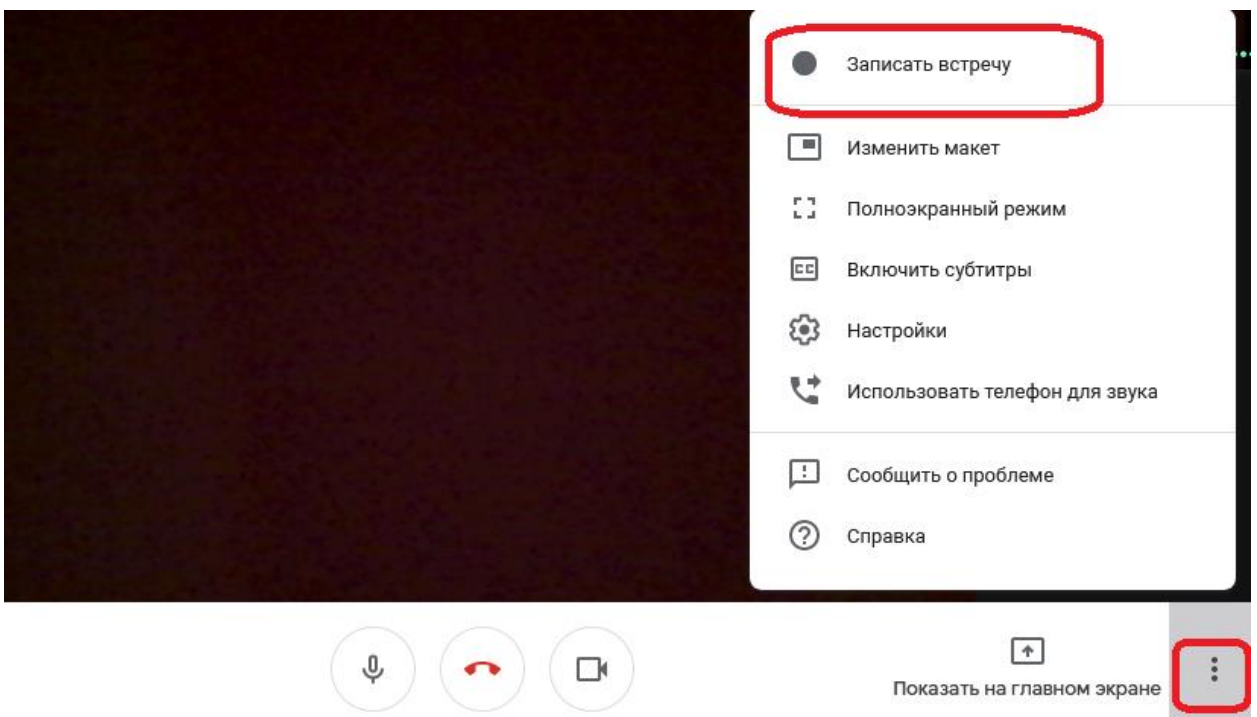 Записать встречу
Изменить макет
Полноэкранный режим
Включить субтитры
Настройки
Использовать телефон для звука
Сообщить о проблеме
Справка
Показать на главном экране